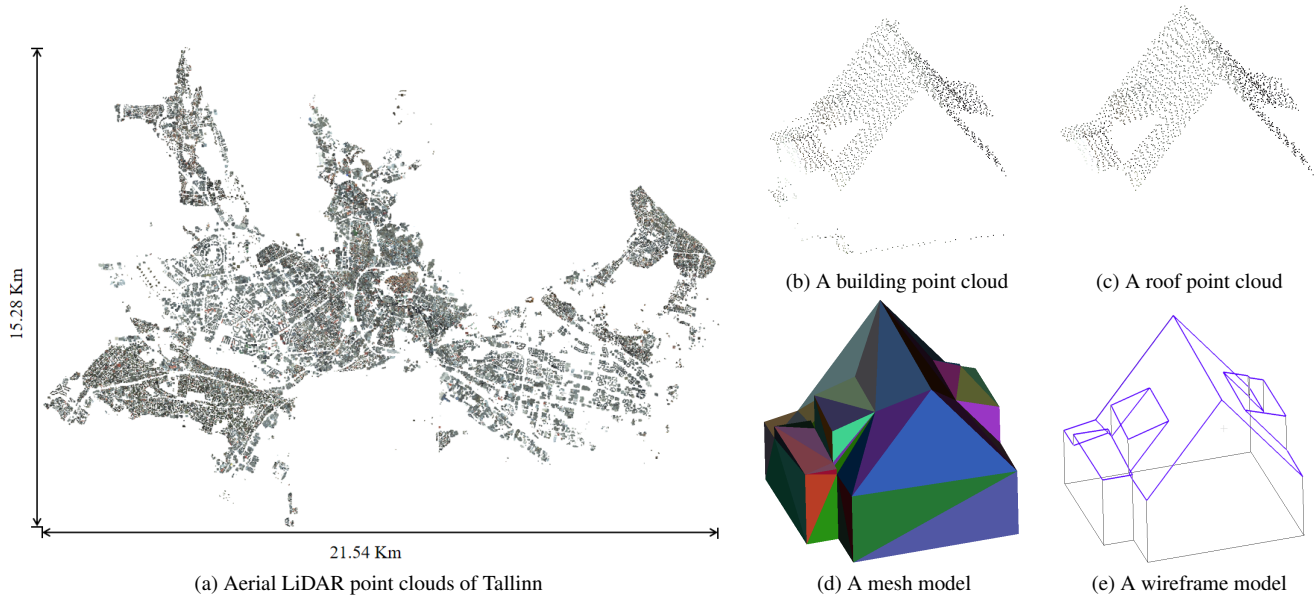 15.28 Km
21.54 Km
(a) Aerial LiDAR point clouds of Tallinn
(b) A building point cloud
(c) A roof point cloud
(d) A mesh model
(e) A wireframe model